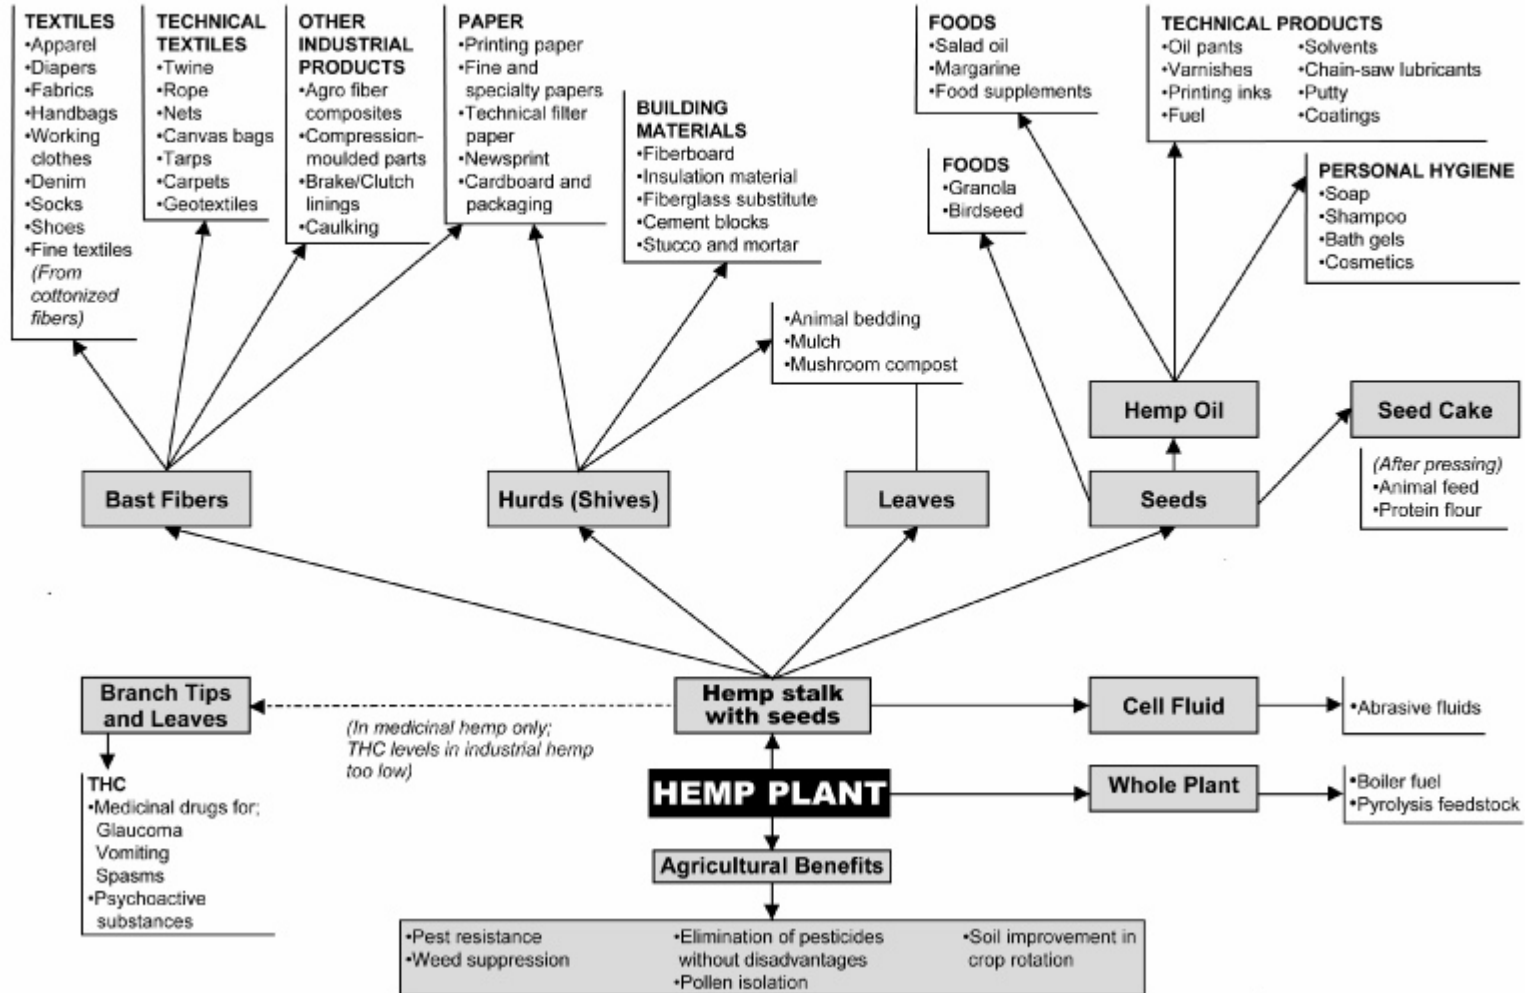 TEXTILES
•Apparel
•Diapers
•Fabrics
•Handbags
•Working
clothes
•Denim
•Socks
•Shoes
•Fine textiles
(From
cottonized
fibers)
TECHNICAL
TEXTILES
•Twine
•Rope
•Nets
•Canvas bags
•Tarps
•Carpets
•Geotextiles
OTHER
INDUSTRIAL
PRODUCTS
•Agro fiber
composites
•Compression-
moulded parts
•Brake/Clutch
linings
•Caulking
PAPER
•Printing paper
•Fine and
specialty papers
•Technical filter
paper
•Newsprint
•Cardboard and
packaging
BUILDING
MATERIALS
•Fiberboard
•Insulation material
•Fiberglass substitute
•Cement blocks
•Stucco and mortar
•Animal bedding
•Mulch
•Mushroom compost
FOODS
•Salad oil
•Margarine
•Food supplements
FOODS
•Granola
•Birdseed
TECHNICAL PRODUCTS
•Oil pants
•Varnishes
•Printing inks
•Fuel
•Solvents
•Chain-saw lubricants
•Putty
•Coatings
PERSONAL HYGIENE
•Soap
•Shampoo
•Bath gels
•Cosmetics
Hemp Oil
Seed Cake
(After pressing)
•Animal feed
•Protein flour
Bast Fibers
Hurds (Shives)
Leaves
Seeds
Branch Tips
and Leaves
(In medicinal hemp only;
THC levels in industrial hemp
too low)
Hemp stalk
with seeds
Cell Fluid
•Abrasive fluids
THC
•Medicinal drugs for;
Glaucoma
Vomiting
Spasms
•Psychoactive
substances
HEMP PLANT
Whole Plant
•Boiler fuel
•Pyrolysis feedstock
Agricultural Benefits
•Pest resistance
•Weed suppression
•Elimination of pesticides
without disadvantages
•Pollen isolation
•Soil improvement in
crop rotation